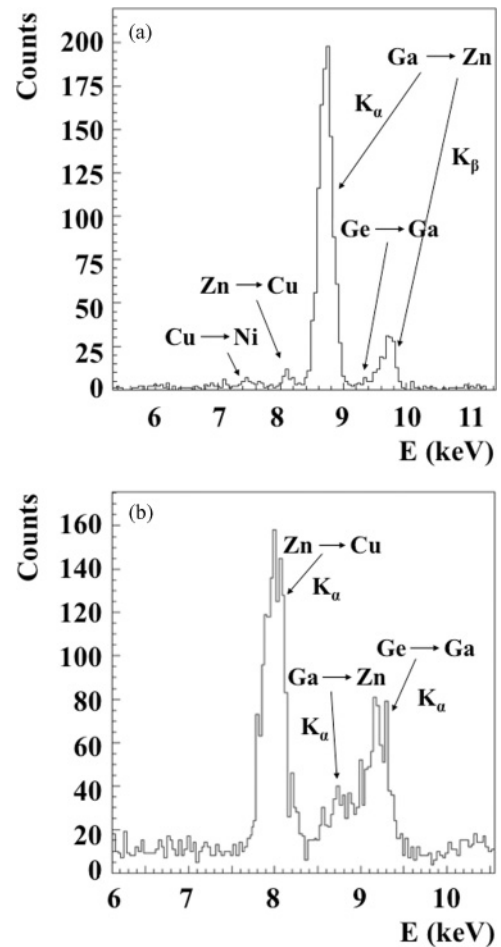 (a)
Counts
200
175
150
125
100
75
50
25
0
Ga → Zn
Kα
Kβ
Ge → Ga
Zn → Cu
Cu → Ni
6 7 8 9 10 11
E (keV)
(b)
Counts
160
140
120
100
80
60
40
20
0
Zn → Cu
Kα
Ge → Ga
Ga → Zn
Kα
Kα
6 7 8 9 10
E (keV)